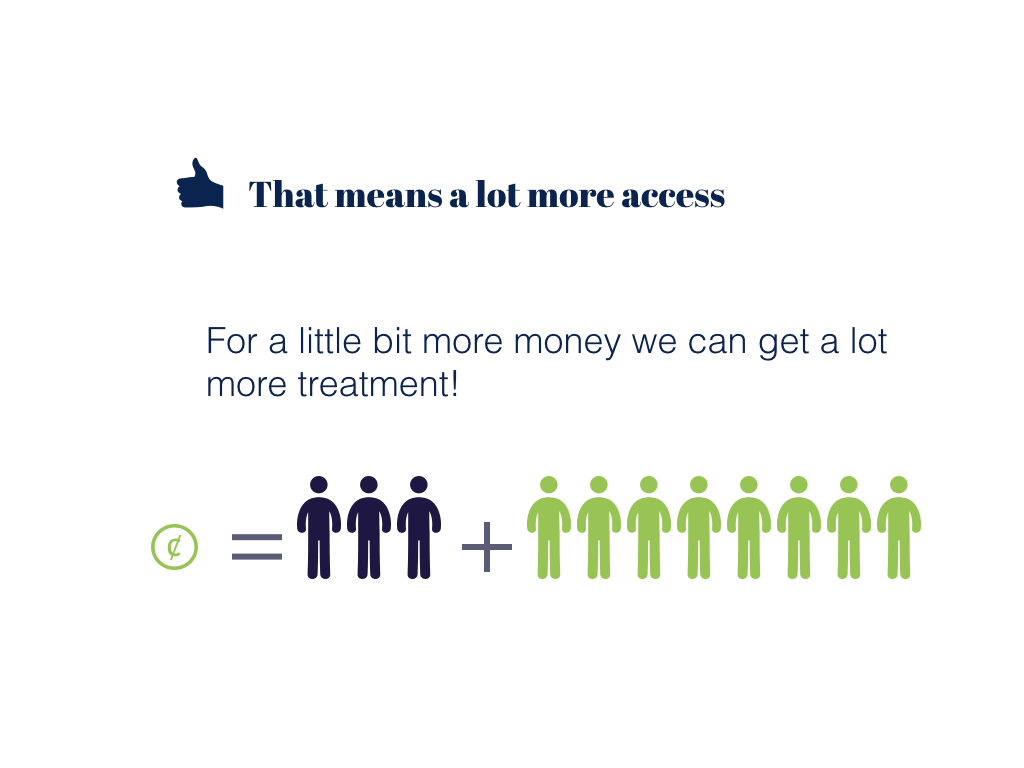 That means a lot more access
For a little bit more money we can get a lot
more treatment!
¢ = +